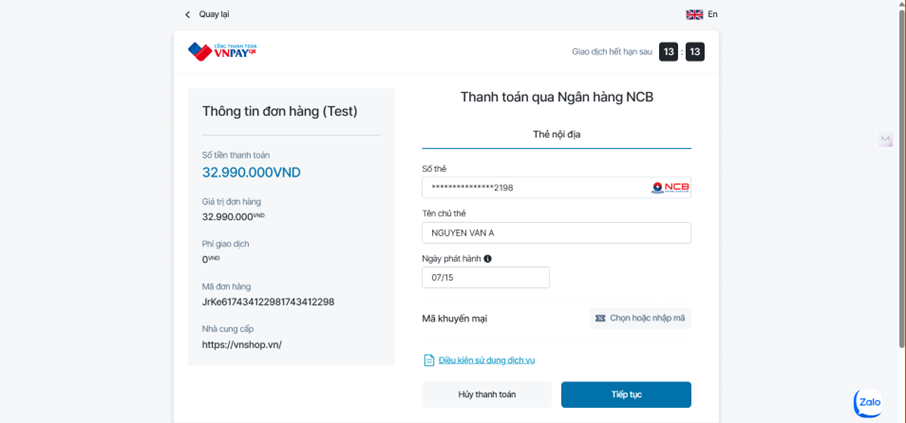 Quay lại
En
CỔNG THANH TOÁN
VNPAYQR
Giao dịch hết hạn sau 13 : 13
Thông tin đơn hàng (Test)
Số tiền thanh toán
32.990.000VND
Giá trị đơn hàng
32.990.000VND
Phí giao dịch
0VND
Mã đơn hàng
JrKe617434122981743412298
Nhà cung cấp
https://vnshop.vn/
Thanh toán qua Ngân hàng NCB
Thẻ nội địa
Số thẻ
***************2198
NCB
Tên chủ thẻ
NGUYEN VAN A
Ngày phát hành
07/15
Mã khuyến mại
Chọn hoặc nhập mã
Điều kiện sử dụng dịch vụ
Hủy thanh toán
Tiếp tục
Zalo